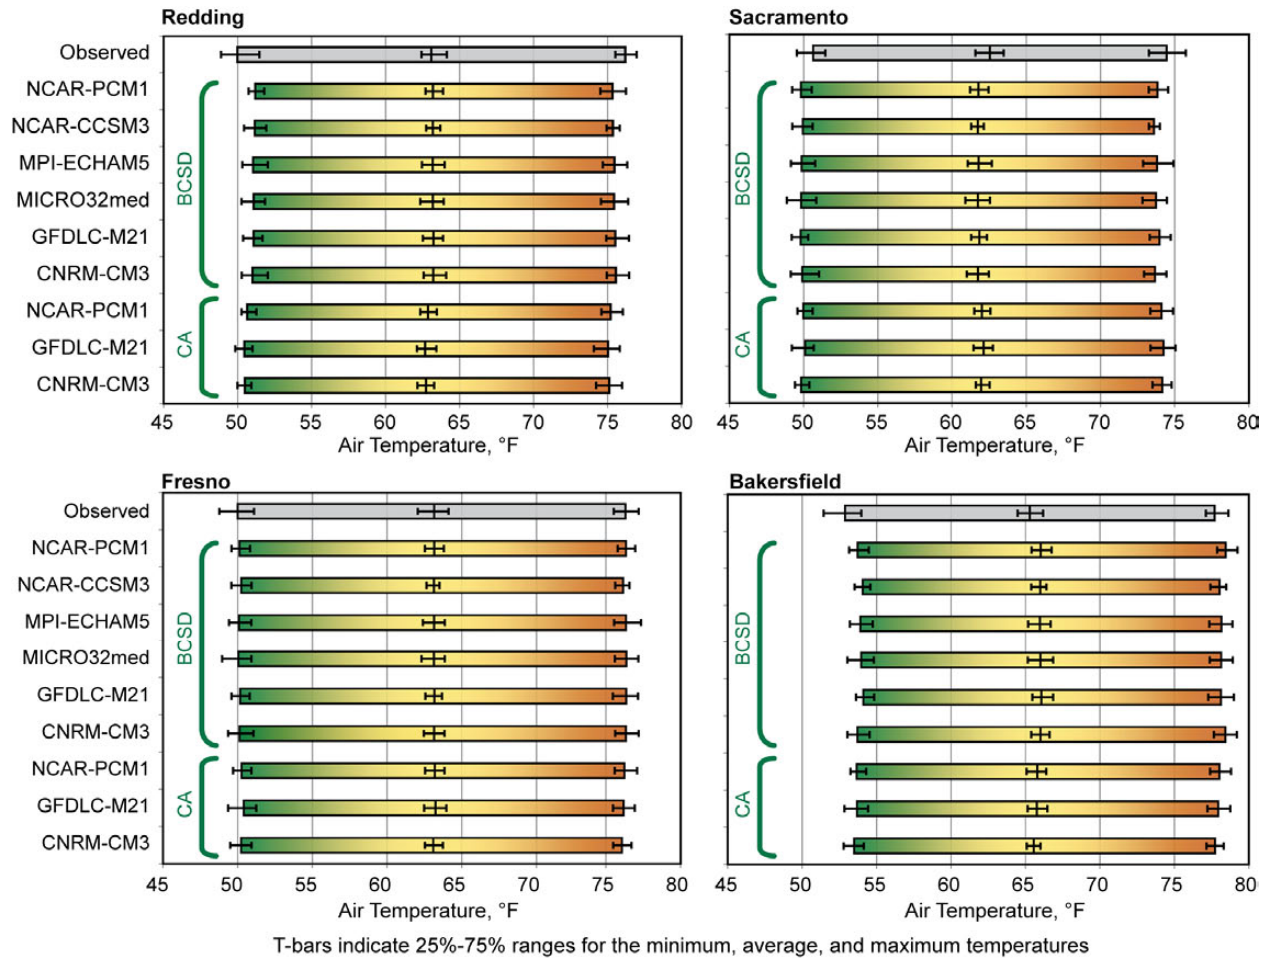 Redding
Observed
NCAR-PCM1
NCAR-CCSM3
MPI-ECHAM5
MICRO32med
GFDLC-M21
CNRM-CM3
NCAR-PCM1
GFDLC-M21
CNRM-CM3
BCSD
CA
45 50 55 60 65 70 75 80
Air Temperature, °F
Sacramento
BCSD
CA
45 50 55 60 65 70 75 80
Air Temperature, °F
Fresno
Observed
NCAR-PCM1
NCAR-CCSM3
MPI-ECHAM5
MICRO32med
GFDLC-M21
CNRM-CM3
NCAR-PCM1
GFDLC-M21
CNRM-CM3
BCSD
CA
45 50 55 60 65 70 75 80
Air Temperature, °F
Bakersfield
BCSD
CA
45 50 55 60 65 70 75 80
Air Temperature, °F
T-bars indicate 25%-75% ranges for the minimum, average, and maximum temperatures